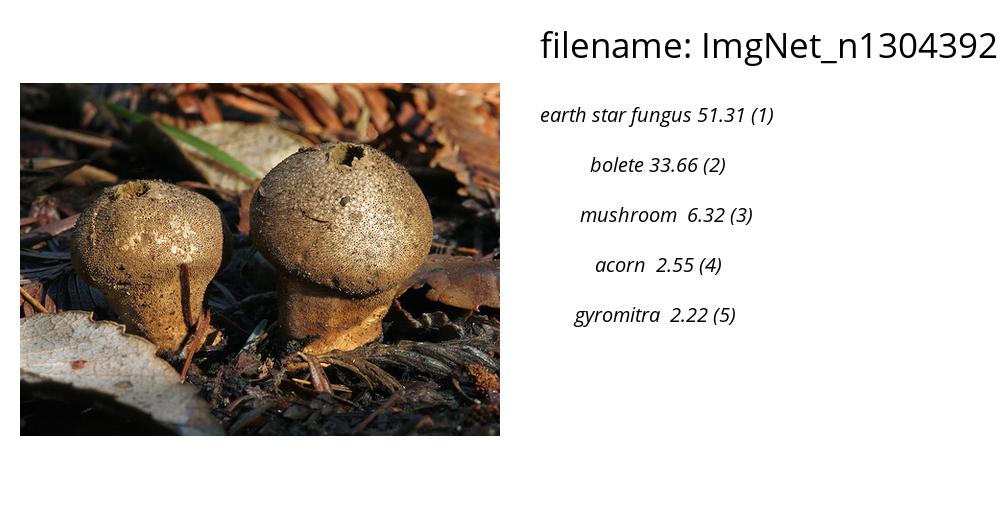 filename: ImgNet_n1304392
earth star fungus 51.31 (1)
bolete 33.66 (2)
mushroom 6.32 (3)
acorn 2.55 (4)
gyromitra 2.22 (5)